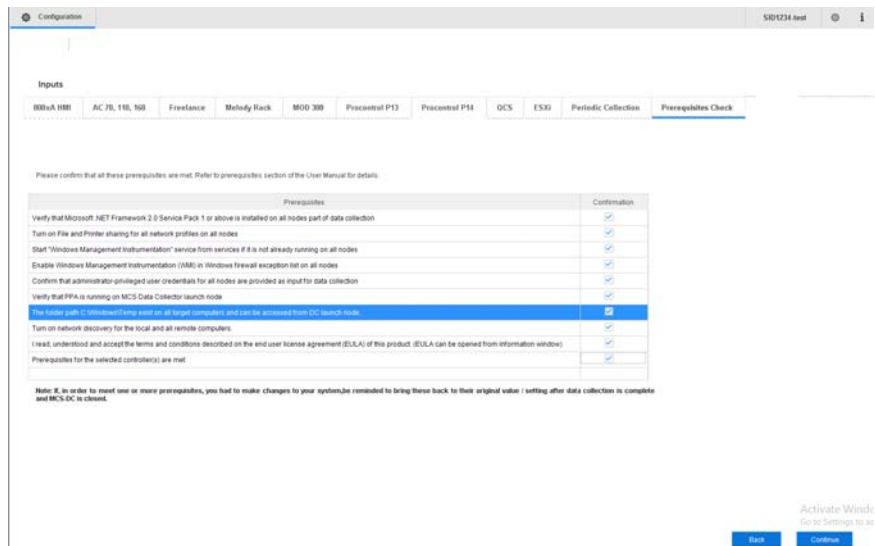 Configuration
SID1234-test
Inputs
800xA HMI AC 70, 110, 160 Freelance Melody Rack MOD 300 Procontrol P13 Procontrol P14 QCS ESXi Periodic Collection Prerequisites Check
Please confirm that all these prerequisites are met. Refer to prerequisites section of the User Manual for details.
Prerequisites Confirmation
Verify that Microsoft .NET Framework 2.0 Service Pack 1 or above is installed on all nodes part of data collection
Turn on File and Printer sharing for all network profiles on all nodes
Start "Windows Management Instrumentation" service from services if it is not already running on all nodes
Enable Windows Management Instrumentation (WMI) in Windows firewall exception list on all nodes
Confirm that administrator-privileged user credentials for all nodes are provided as input for data collection
Verify that PPA is running on MCS Data Collector launch node
The folder path C:\Windows\Temp exist on all target computers and can be accessed from DC launch node.
Turn on network discovery for the local and all remote computers.
I read, understood and accept the terms and conditions described on the end user license agreement (EULA) of this product. (EULA can be opened from information window)
Prerequisites for the selected controller(s) are met
Note: If, in order to meet one or more prerequisites, you had to make changes to your system,be reminded to bring these back to their original value / setting after data collection is complete
and MCS-DC is closed.
Activate Windo
Go to Settings to ac
Back Continue